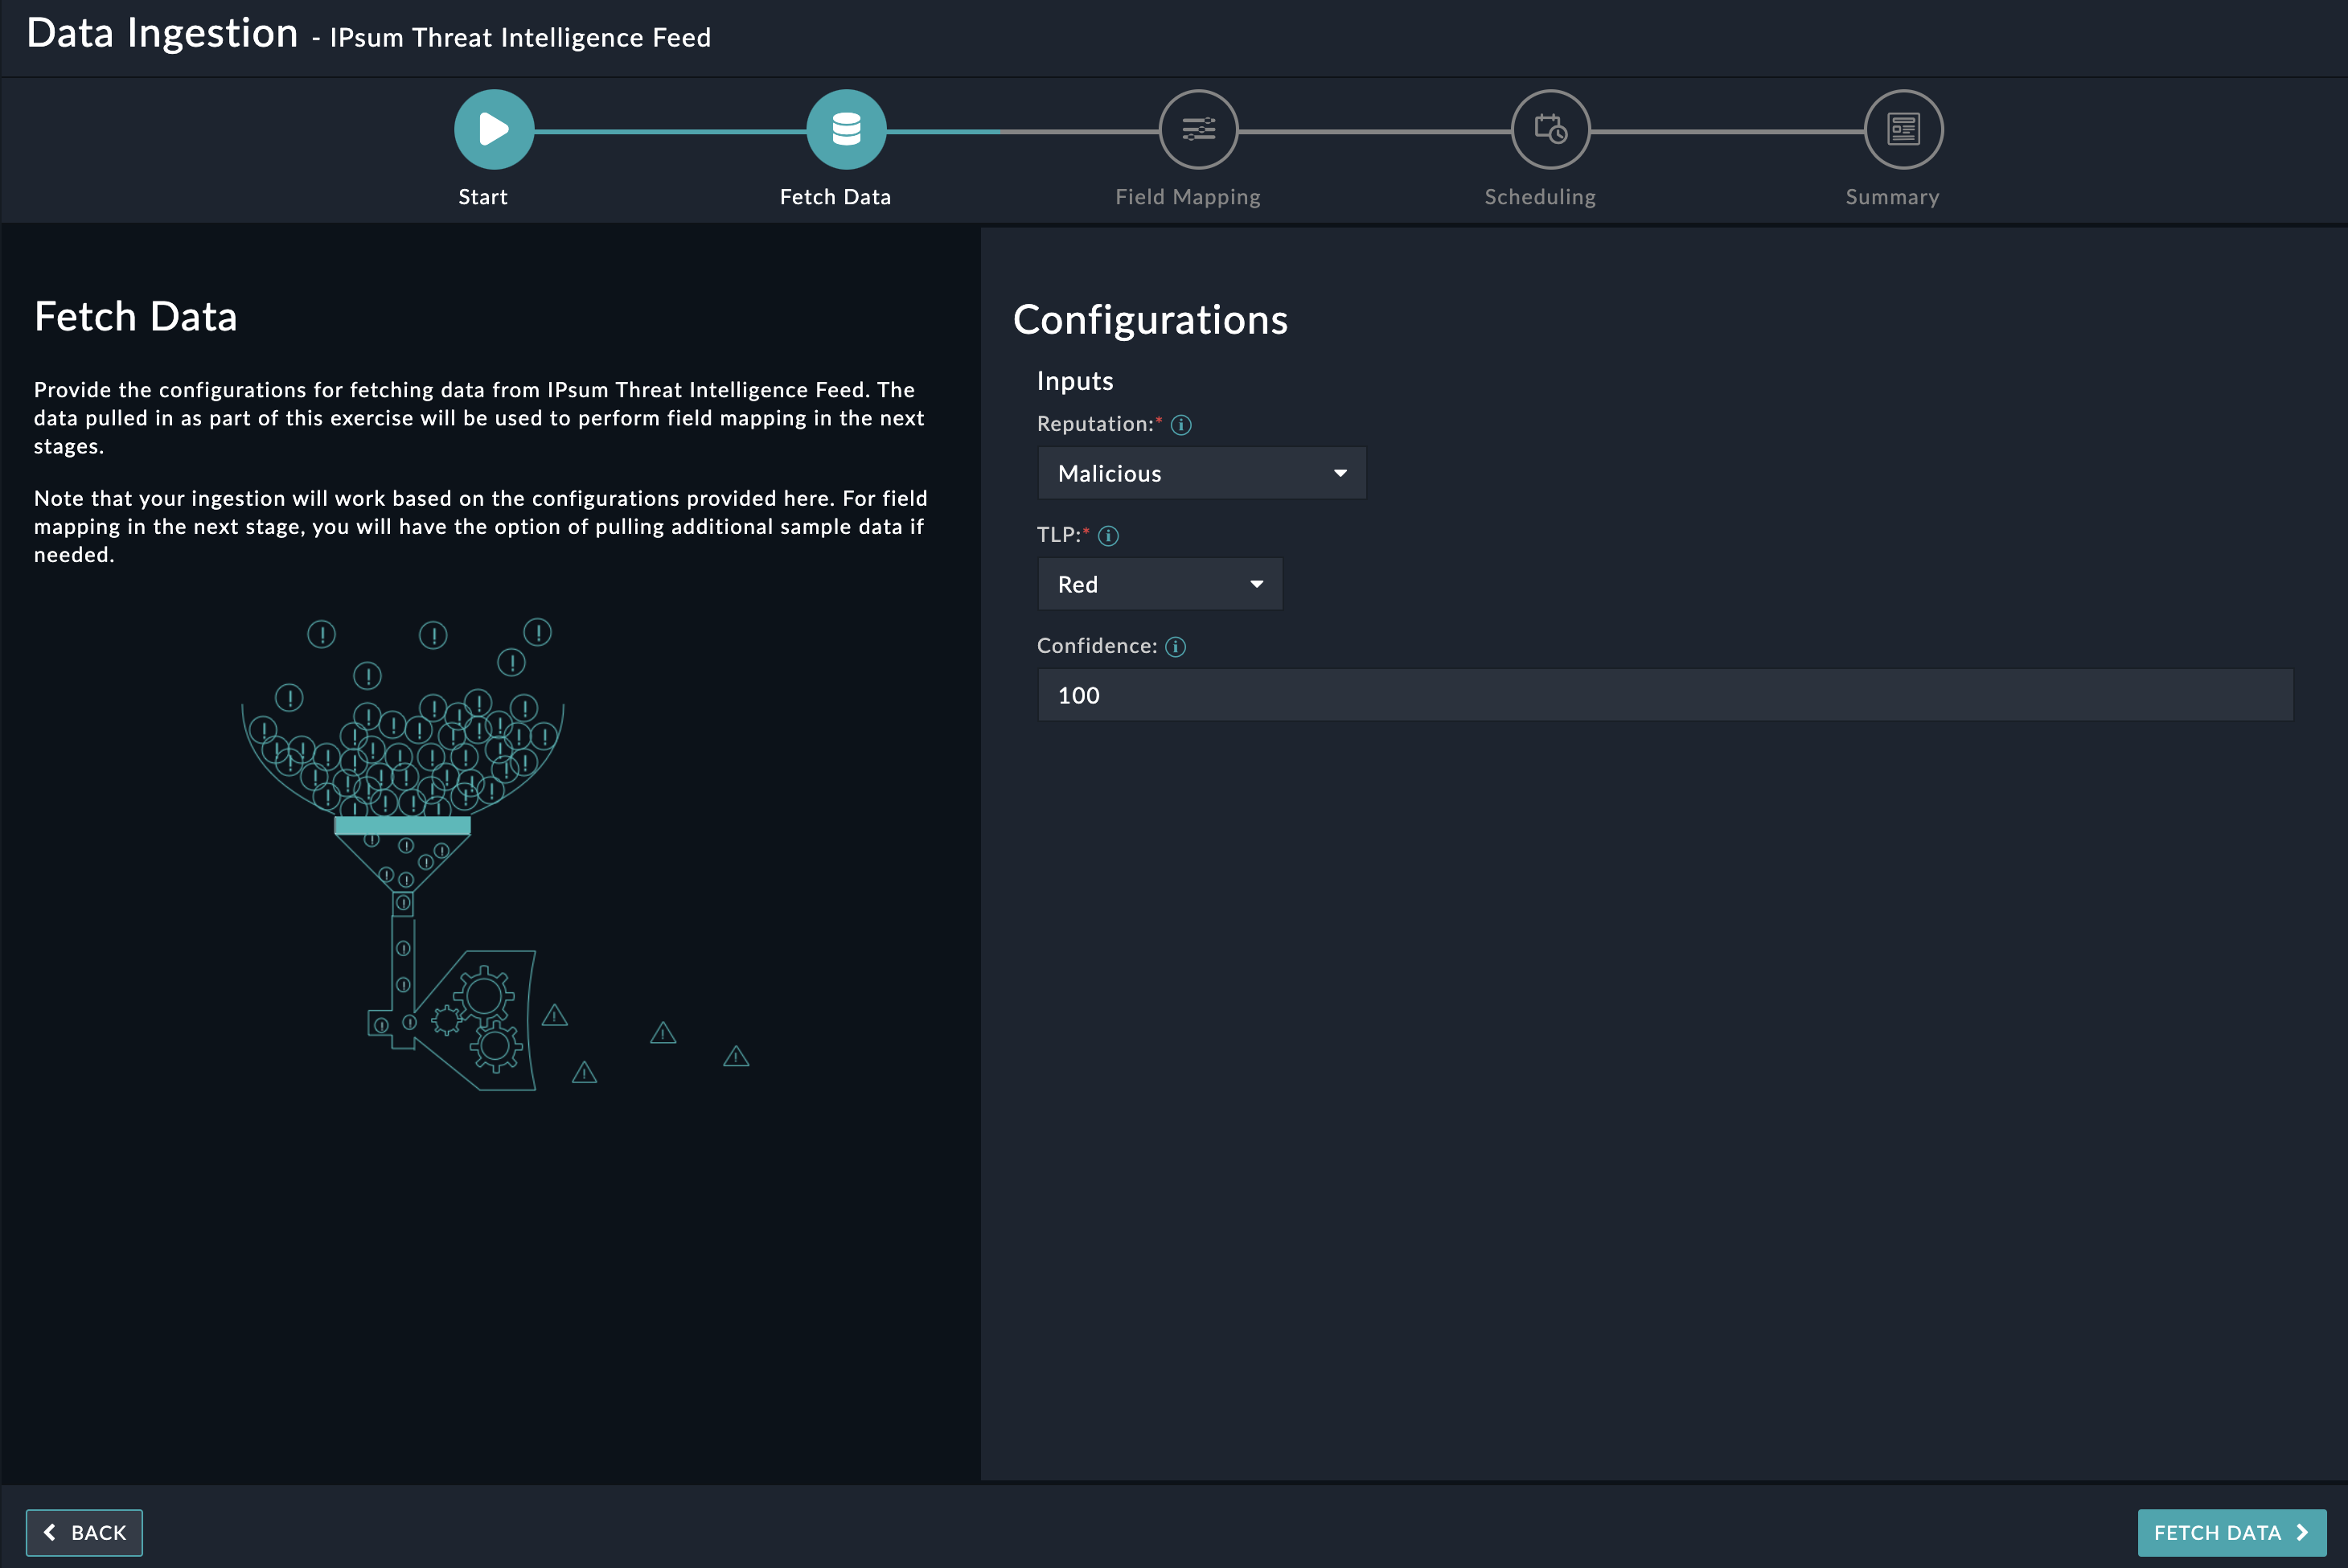 Data Ingestion - IPsum Threat Intelligence Feed
Start
Fetch Data
Field Mapping
Scheduling
Summary
Fetch Data
Provide the configurations for fetching data from IPsum Threat Intelligence Feed. The
data pulled in as part of this exercise will be used to perform field mapping in the next
stages.
Note that your ingestion will work based on the configurations provided here. For field
mapping in the next stage, you will have the option of pulling additional sample data if
needed.
Configurations
Inputs
Reputation:*
Malicious
TLP:*
Red
Confidence:
100
BACK
FETCH DATA